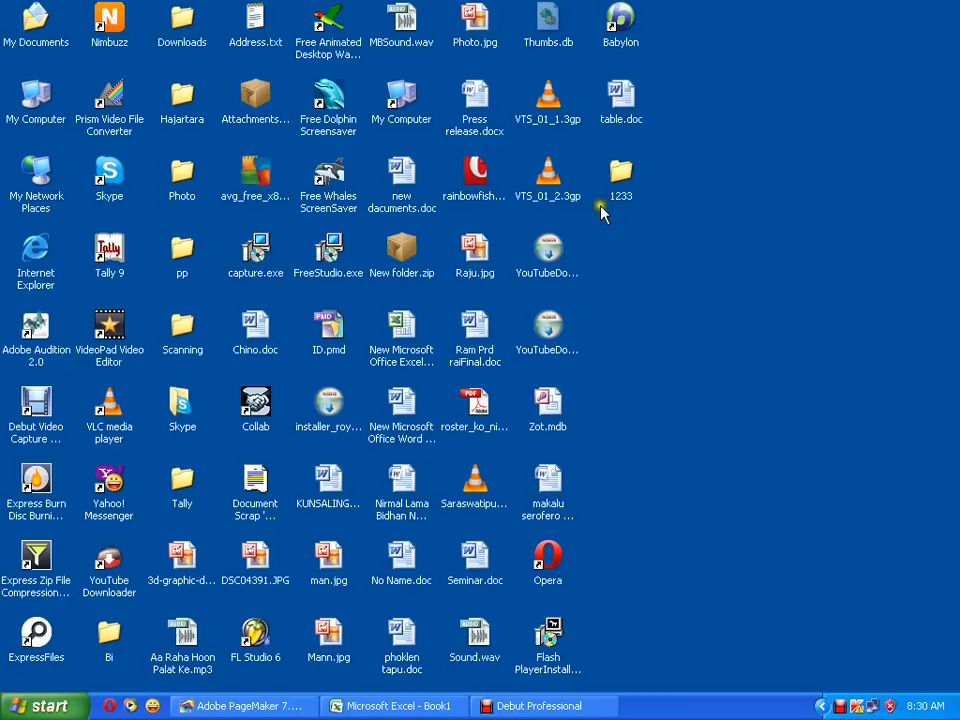 My Documents
Nimbuzz
Downloads
Address.txt
Free Animated
Desktop Wa...
MBSound.wav
Photo.jpg
Thumbs.db
Babylon
My Computer
Prism Video File
Converter
Hajartara
Attachments...
Free Dolphin
Screensaver
My Computer
Press
release.docx
VTS_01_1.3gp
table.doc
My Network
Places
Skype
Photo
avg_free_x8...
Free Whales
ScreenSaver
new
dacuments.doc
rainbowfish...
VTS_01_2.3gp
1233
Internet
Explorer
Tally
Tally 9
pp
capture.exe
FreeStudio.exe
New folder.zip
Raju.jpg
YouTubeDo...
Adobe Audition
2.0
VideoPad Video
Editor
Scanning
Chino.doc
PMD
ID.pmd
New Microsoft
Office Excel...
Ram Prd
raiFinal.doc
YouTubeDo...
Debut Video
Capture ...
VLC media
player
Skype
Collab
installer_roy...
New Microsoft
Office Word ...
PDF
roster_ko_ni...
Zot.mdb
Express Burn
Disc Burni...
Yahoo!
Messenger
Tally
Document
Scrap '...
KUNSALING...
Nirmal Lama
Bidhan N...
Saraswatipu...
makalu
serofero ...
Express Zip File
Compression...
YouTube
Downloader
3d-graphic-d...
DSC04391.JPG
man.jpg
No Name.doc
Seminar.doc
Opera
ExpressFiles
Bi
Aa Raha Hoon
Palat Ke.mp3
FL Studio 6
Mann.jpg
phoklen
tapu.doc
Sound.wav
Flash
PlayerInstall...
start
Adobe PageMaker 7....
Microsoft Excel - Book1
Debut Professional
8:30 AM